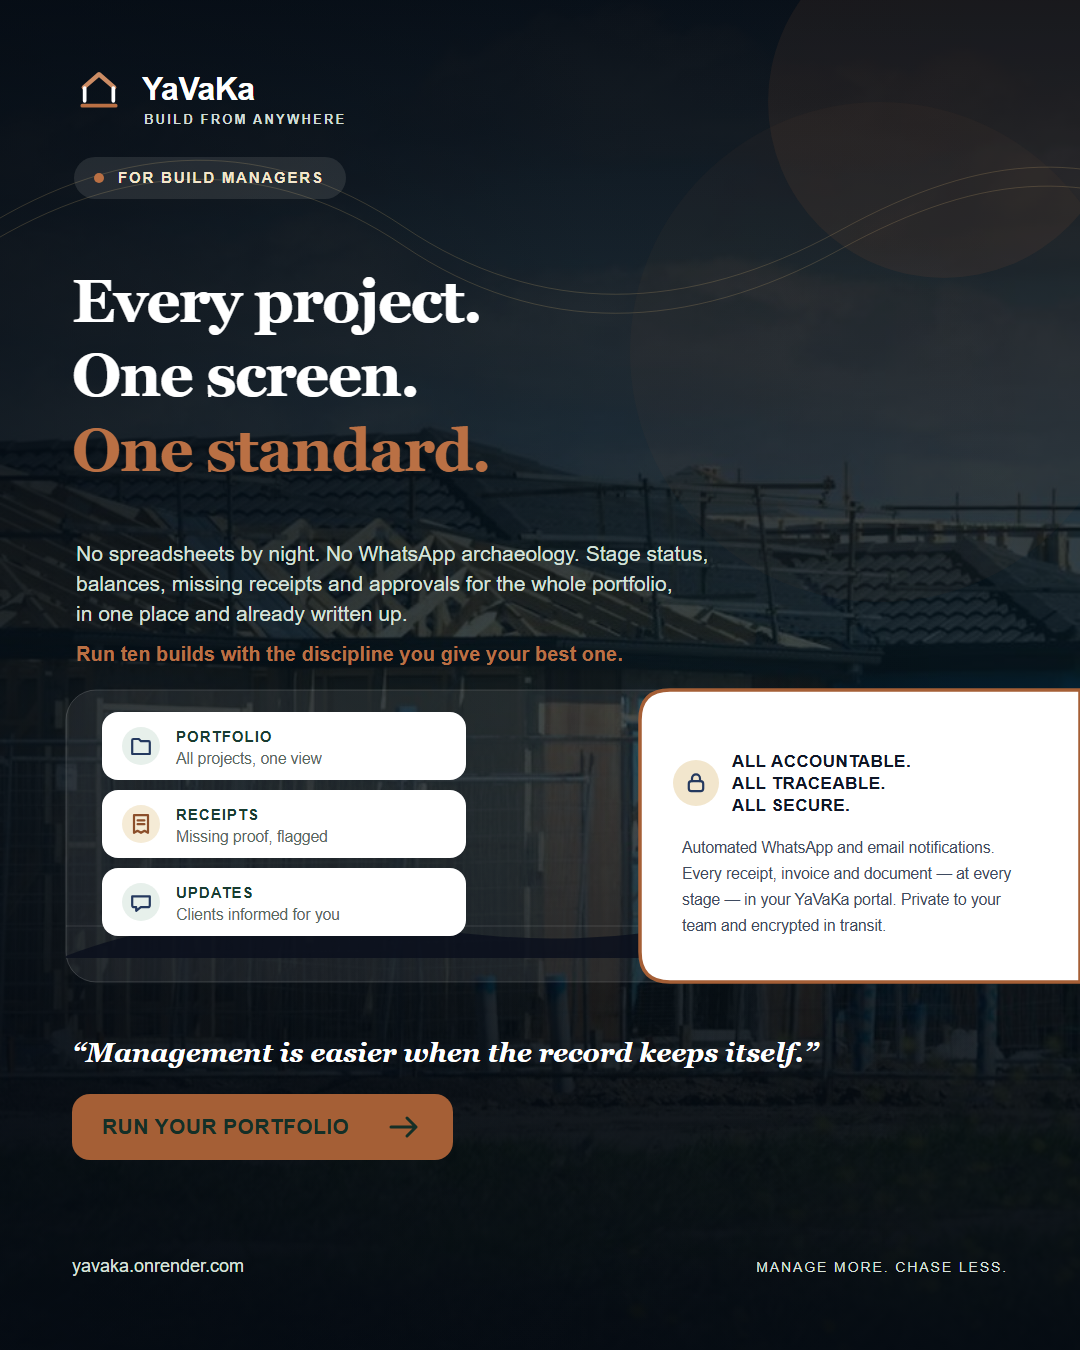 YaVaKa
BUILD FROM ANYWHERE
FOR BUILD MANAGERS
Every project.
One screen.
One standard.
No spreadsheets by night. No WhatsApp archaeology. Stage status,
balances, missing receipts and approvals for the whole portfolio,
in one place and already written up.
Run ten builds with the discipline you give your best one.
PORTFOLIO
All projects, one view
RECEIPTS
Missing proof, flagged
UPDATES
Clients informed for you
ALL ACCOUNTABLE.
ALL TRACEABLE.
ALL SECURE.
Automated WhatsApp and email notifications.
Every receipt, invoice and document — at every
stage — in your YaVaKa portal. Private to your
team and encrypted in transit.
“Management is easier when the record keeps itself.”
RUN YOUR PORTFOLIO
yavaka.onrender.com
MANAGE MORE. CHASE LESS.